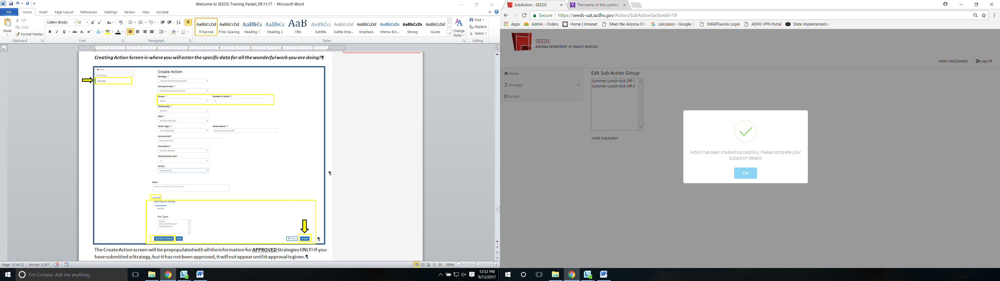 Welcome to SEEDS Training Packet_09.11.17 - Microsoft Word
File Home Insert Page Layout References Mailings Review View Acrobat
Paste
Cut
Copy
Format Painter
Clipboard
Calibri (Body) 12
Font
Paragraph
AaBbCcDd AaBbCcDd AaBbCc AaBbCc AaB AaBbCcI AaBbCcDd AaBbCcDd AaBbCcDd AaBbCcDc AaBbCcDd
¶ Normal ¶ No Spacing Heading 1 Heading 2 Title Subtitle Subtle Emp... Emphasis Intense Em... Strong Quote
Styles
Change Styles
Find
Replace
Select
Editing
1 2 3 4 5 6 7
Creating Action Screen is where you will enter the specific data for all the wonderful work you are doing!¶
Home
Strategy
Action
Create Action
Strategy : *
Summer Food Service Program
Activity (Track) : *
Direct Education-SFSP (Youth)
Group : * Number in Series : *
Series 2
Community : *
Rio Rico
Sites : *
Rio Rico Head Start
Action Type : * Action Name : *
Direct Education Summer Lunch Kick Off
LIA Lead Staff :
Johnny Be Good
Curriculum :*
Discover MyPlate
Teacher/Grade Level :
3
Survey :
KANQ Survey
Notes :
Maximum Length is 1000 characters
+add sites
Add Sites to Activity
Rio Rico
Site Types
School
Parks and Recreation
Early Child Care
Add Sites to Activity Hide Cancel Save
The Create Action screen will be prepopulated with all the information for APPROVED Strategies ONLY! If you
have submitted a Strategy, but it has not been approved, it will not appear until it approval is given.¶
Page: 19 of 22 Words: 3,287 100%
I'm Cortana. Ask me anything.
12:52 PM
9/13/2017
SubAction - SEEDS
The name of this symbol
Secure https://seeds-uat.azdhs.gov/Action/SubAction?actionid=19
Apps Admin - Orders Home | Intranet Meet the Arizona SN calculator - Google S SMARTworks Login ADHS VPN Portal State Implementation
SEEDS
ARIZONA DEPARTMENT OF HEALTH SERVICES
Hello test2seeds! Log off
Home
Strategy
Action
Edit Sub-Action Group
Summer Lunch Kick Off-1
Summer Lunch Kick Off-2
+Add SubAction
Action has been created successfully, Please complete your
Subaction details!
OK